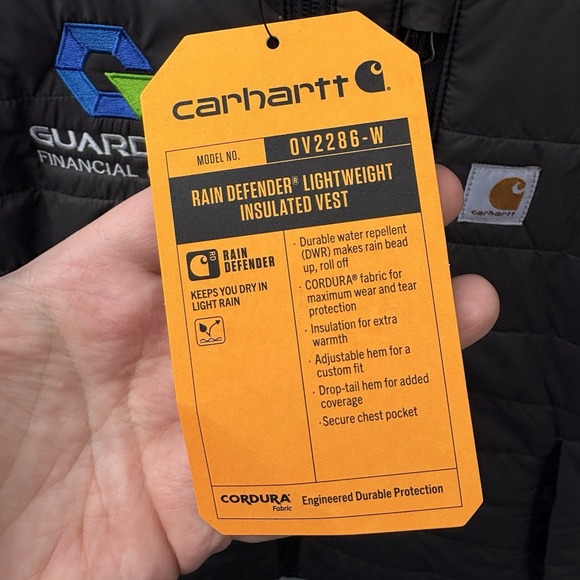 carhartt
MODEL NO. OV2286-W
RAIN DEFENDER® LIGHTWEIGHT
INSULATED VEST
RAIN
DEFENDER
KEEPS YOU DRY IN
LIGHT RAIN
· Durable water repellent
(DWR) makes rain bead
up, roll off
· CORDURA® fabric for
maximum wear and tear
protection
· Insulation for extra
warmth
· Adjustable hem for a
custom fit
· Drop-tail hem for added
coverage
· Secure chest pocket
CORDURA®
Fabric
Engineered Durable Protection
GUARD
FINANCIAL
carhartt